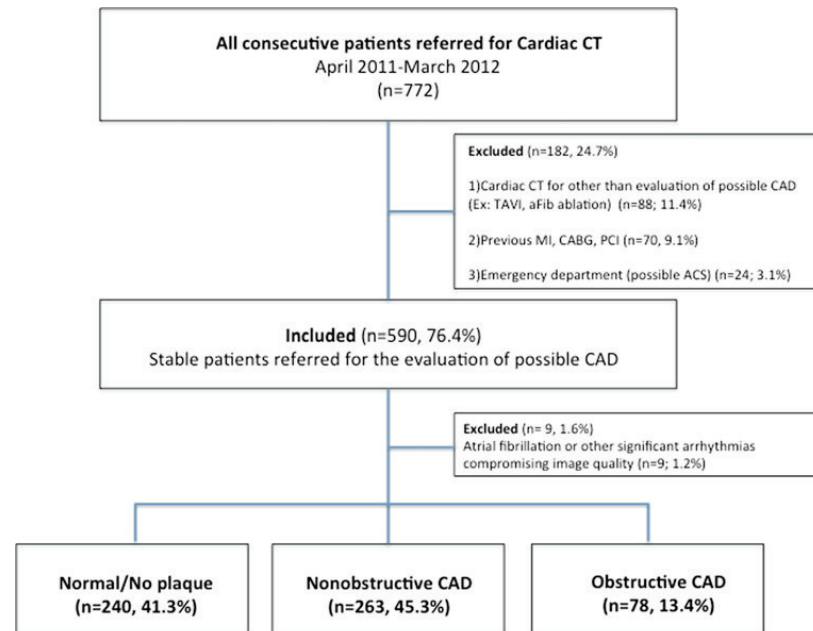 All consecutive patients referred for Cardiac CT
April 2011-March 2012
(n=772)
Excluded (n=182, 24.7%)
1)Cardiac CT for other than evaluation of possible CAD
(Ex: TAVI, aFib ablation)  (n=88; 11.4%)
2)Previous MI, CABG, PCI (n=70, 9.1%)
3)Emergency department (possible ACS) (n=24; 3.1%)
Included (n=590, 76.4%)
Stable patients referred for the evaluation of possible CAD
Excluded (n= 9, 1.6%)
Atrial fibrillation or other significant arrhythmias
compromising image quality (n=9; 1.2%)
Normal/No plaque
(n=240, 41.3%)
Nonobstructive CAD
(n=263, 45.3%)
Obstructive CAD
(n=78, 13.4%)